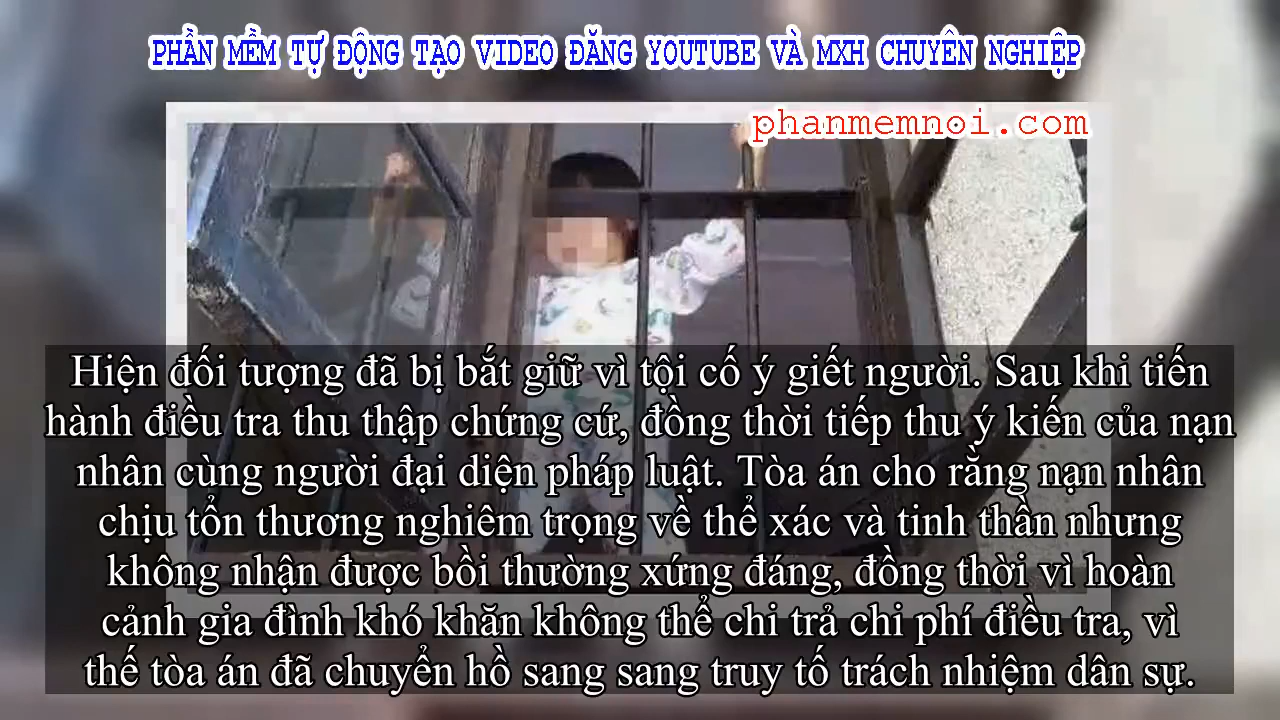 PHẦN MỀM TỰ ĐỘNG TẠO VIDEO ĐĂNG YOUTUBE VÀ MXH CHUYÊN NGHIỆP
phanmemnoi.com
Hiện đối tượng đã bị bắt giữ vì tội cố ý giết người. Sau khi tiến
hành điều tra thu thập chứng cứ, đồng thời tiếp thu ý kiến của nạn
nhân cùng người đại diện pháp luật. Tòa án cho rằng nạn nhân
chịu tổn thương nghiêm trọng về thể xác và tinh thần nhưng
không nhận được bồi thường xứng đáng, đồng thời vì hoàn
cảnh gia đình khó khăn không thể chi trả chi phí điều tra, vì
thế tòa án đã chuyển hồ sang sang truy tố trách nhiệm dân sự.